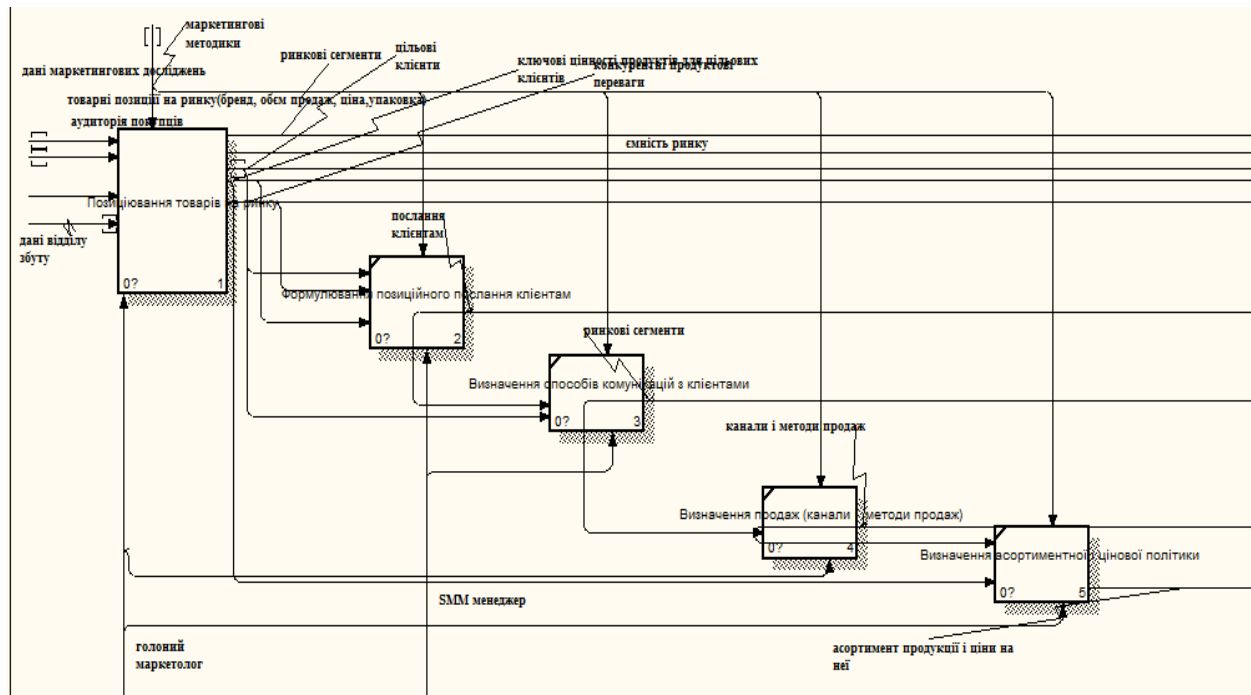 маркетингові
методики
ринкові сегменти
цільові
клієнти
ключові цінності продуктів для цільових
клієнтів
конкурентні продуктові
переваги
дані маркетингових досліджень
товарні позиції на ринку(бренд, обєм продаж, ціна,упаковка)
аудиторія покупців
ємність ринку
Позиціювання товарів на ринку
дані відділу
збуту
0? 1
послання
клієнтам
Формулювання позиційного послання клієнтам
0? 2
ринкові сегменти
Визначення способів комунікацій з клієнтами
0? 3
канали і методи продаж
Визначення продаж (канали і методи продаж)
0? 4
Визначення асортиментної і цінової політики
0? 5
SMM менеджер
голоний
маркетолог
асортимент продукції і ціни на
неї